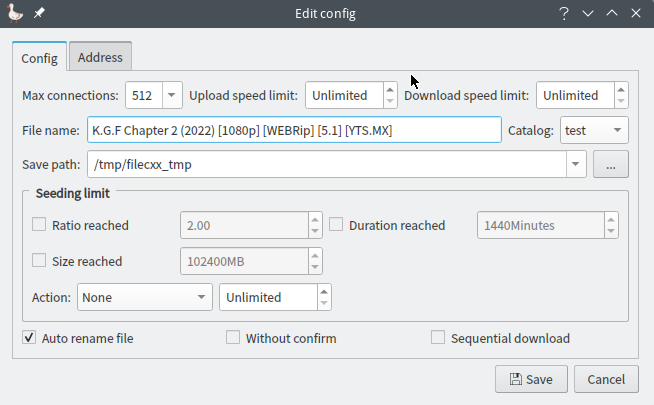 Edit config
Config Address
Max connections: 512 Upload speed limit: Unlimited Download speed limit: Unlimited
File name: K.G.F Chapter 2 (2022) [1080p] [WEBRip] [5.1] [YTS.MX] Catalog: test
Save path: /tmp/filecxx_tmp ...
Seeding limit
Ratio reached 2.00 Duration reached 1440Minutes
Size reached 102400MB
Action: None Unlimited
Auto rename file Without confirm Sequential download
Save Cancel